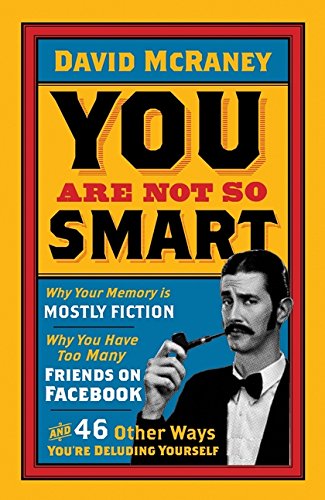 DAVID McRANEY
YOU
ARE NOT SO
SMART
Why Your Memory is
MOSTLY FICTION
Why You Have
Too Many
FRIENDS ON
FACEBOOK
AND 46 Other Ways
YOU'RE DELUDING YOURSELF